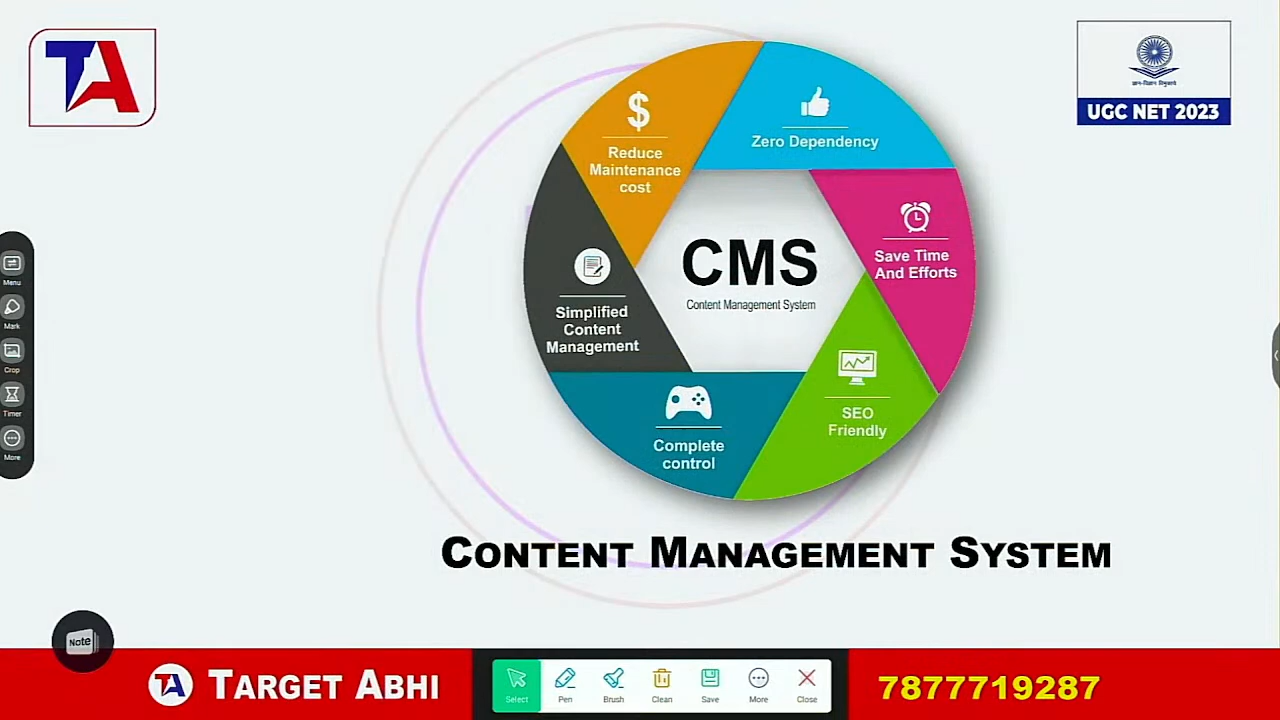 TA
UGC NET 2023
$
Reduce
Maintenance
cost
Zero Dependency
Save Time
And Efforts
CMS
Content Management System
Simplified
Content
Management
SEO
Friendly
Complete
control
CONTENT MANAGEMENT SYSTEM
Menu
Mark
Crop
Timer
More
Note
TA TARGET ABHI
Select Pen Brush Clean Save More Close
7877719287